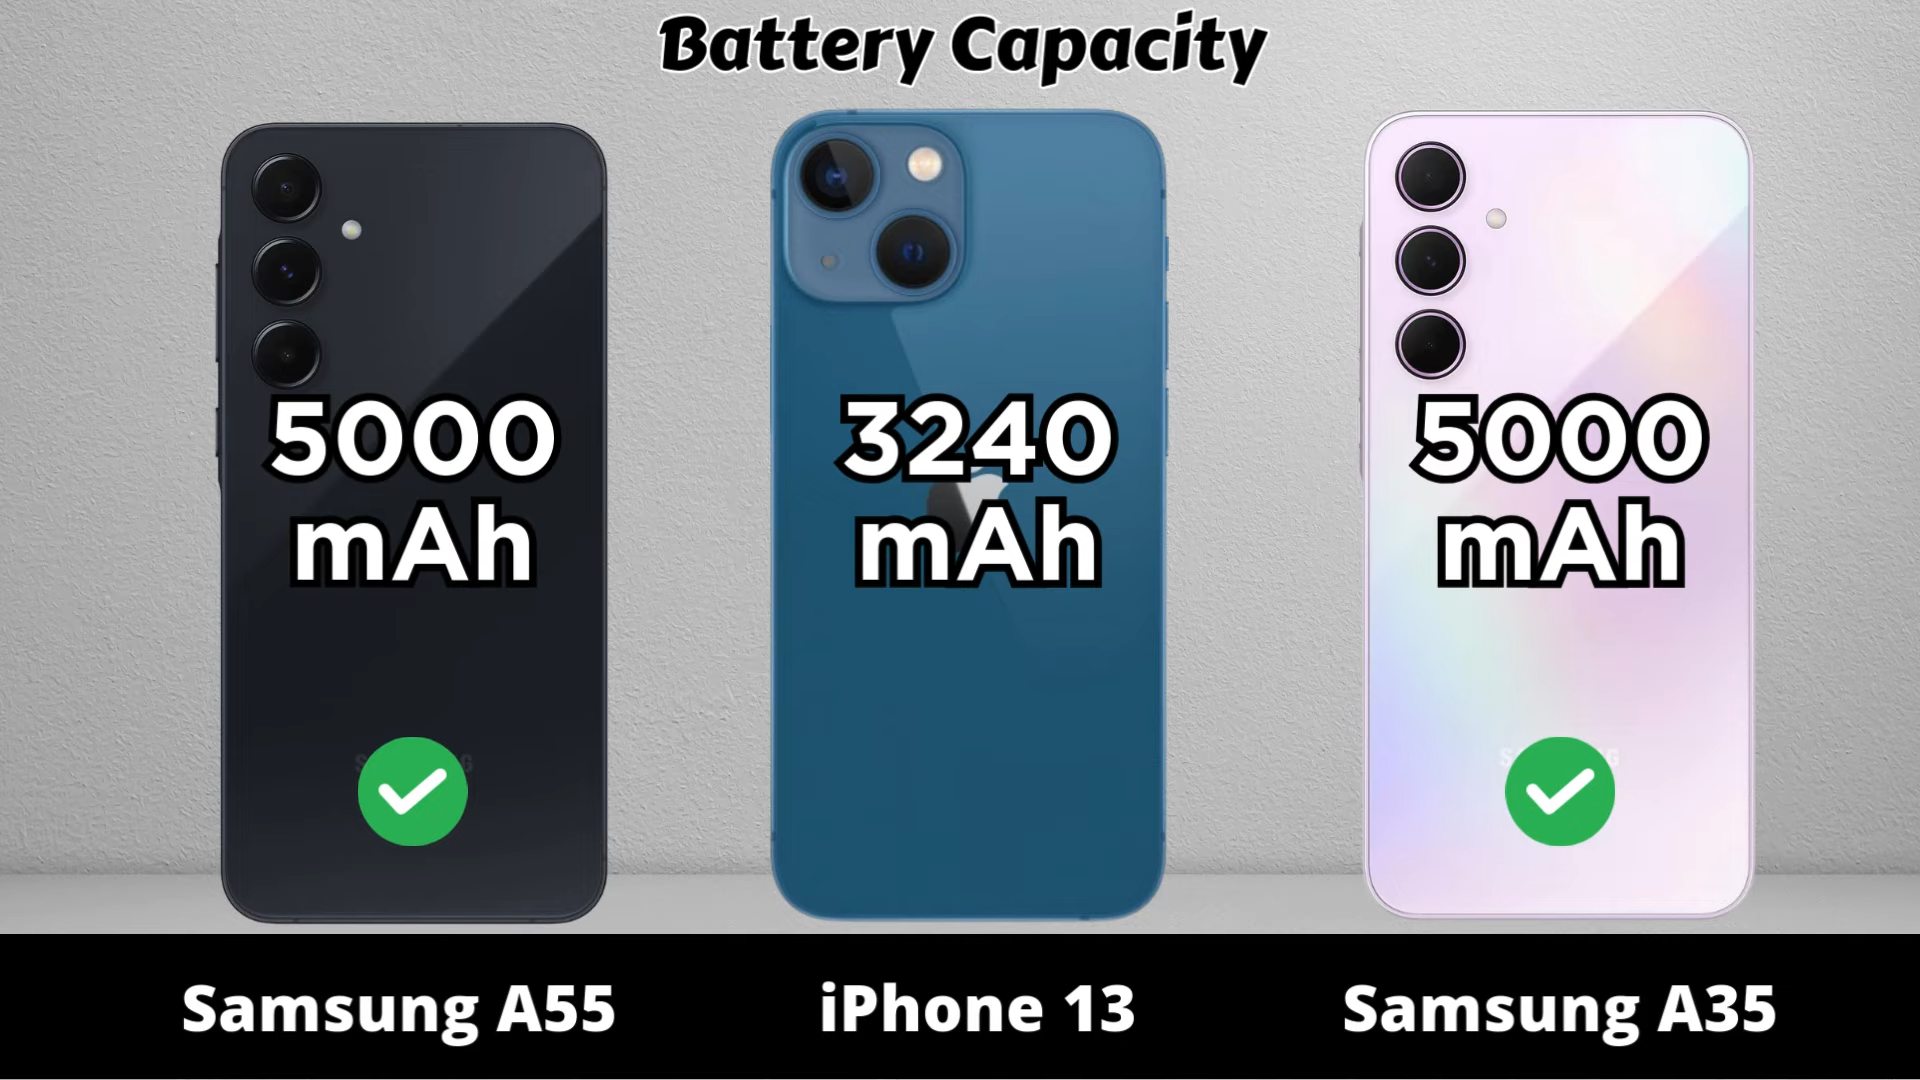 Battery Capacity
5000
mAh
3240
mAh
5000
mAh
Samsung A55
iPhone 13
Samsung A35